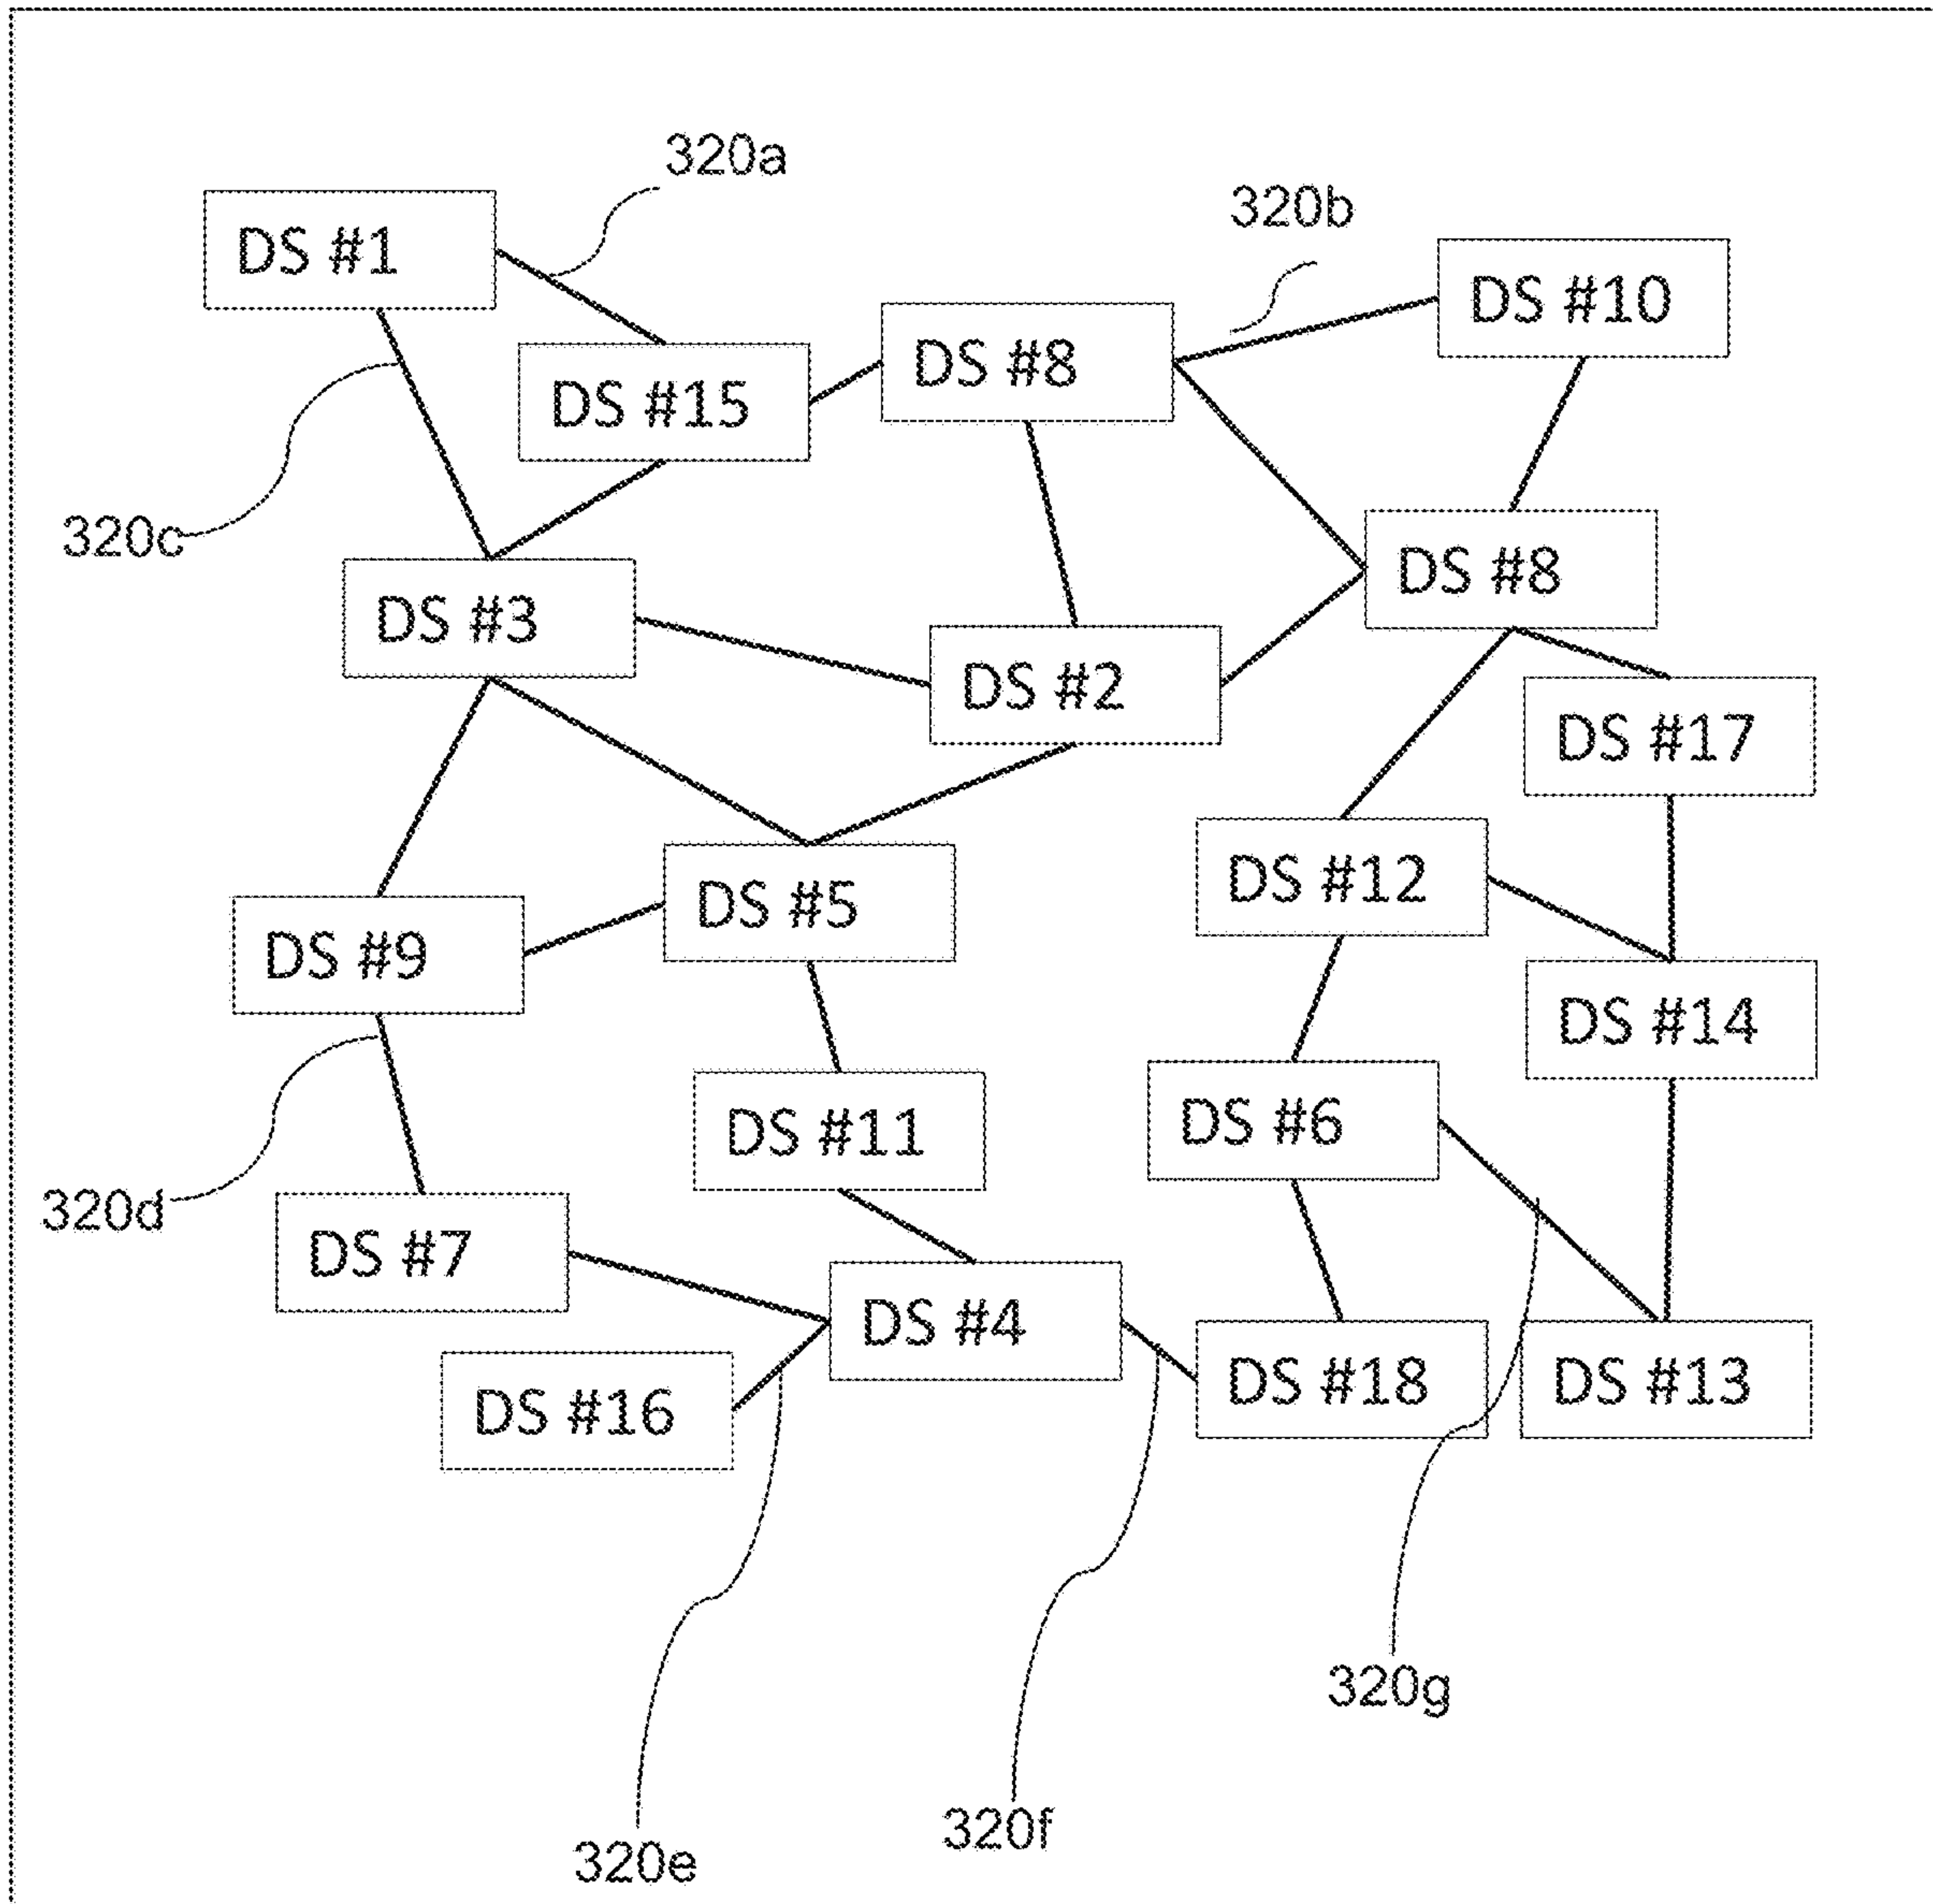 320a
320b
DS #1
DS #10
DS #8
DS #15
320c
DS #8
DS #3
DS #2
DS #17
DS #12
DS #5
DS #9
DS #14
DS #6
DS #11
320d
DS #7
DS #4
DS #18
DS #13
DS #16
320g
320f
320e